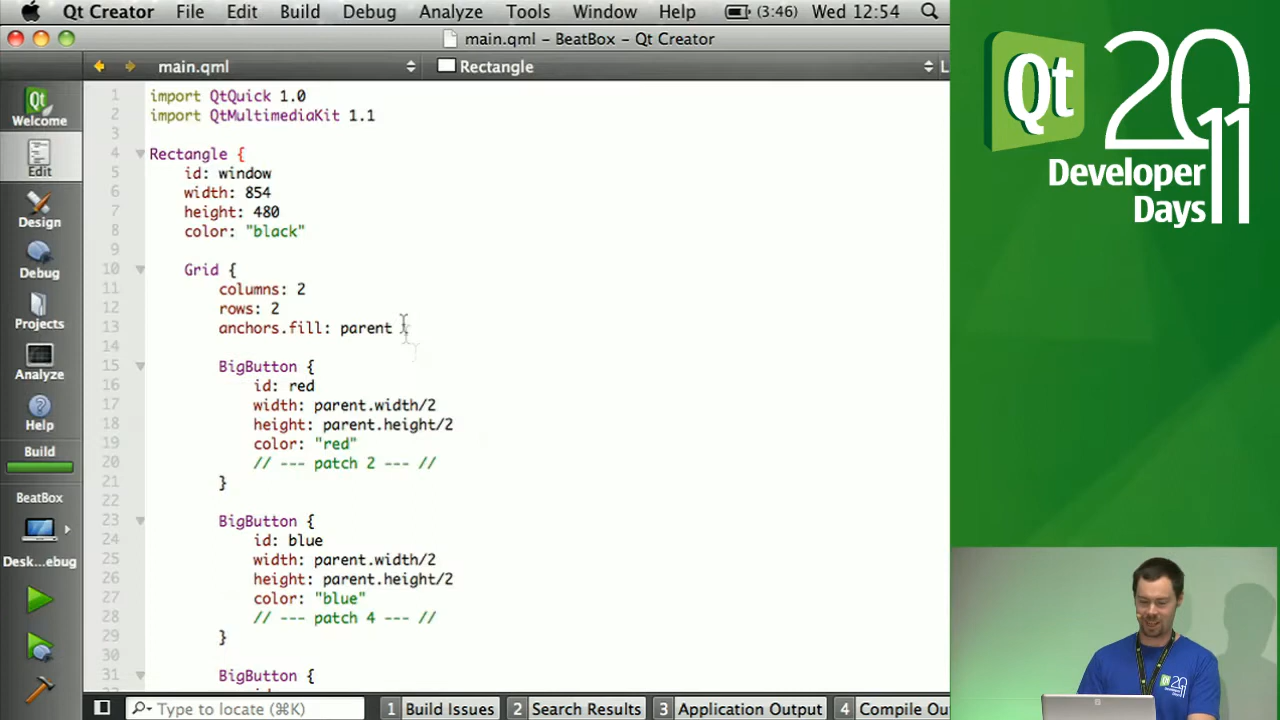 Qt Creator File Edit Build Debug Analyze Tools Window Help (3:46) Wed 12:54
main.qml – BeatBox – Qt Creator
main.qml Rectangle L
Welcome
Edit
Design
Debug
Projects
Analyze
Help
Build
BeatBox
Desk...ebug
1 import QtQuick 1.0
2 import QtMultimediaKit 1.1
3
4 Rectangle {
5 id: window
6 width: 854
7 height: 480
8 color: "black"
9
10 Grid {
11 columns: 2
12 rows: 2
13 anchors.fill: parent
14
15 BigButton {
16 id: red
17 width: parent.width/2
18 height: parent.height/2
19 color: "red"
20 // --- patch 2 --- //
21 }
22
23 BigButton {
24 id: blue
25 width: parent.width/2
26 height: parent.height/2
27 color: "blue"
28 // --- patch 4 --- //
29 }
30
31 BigButton {
Type to locate (⌘K) 1 Build Issues 2 Search Results 3 Application Output 4 Compile Ou
Qt 2011
Developer
Days